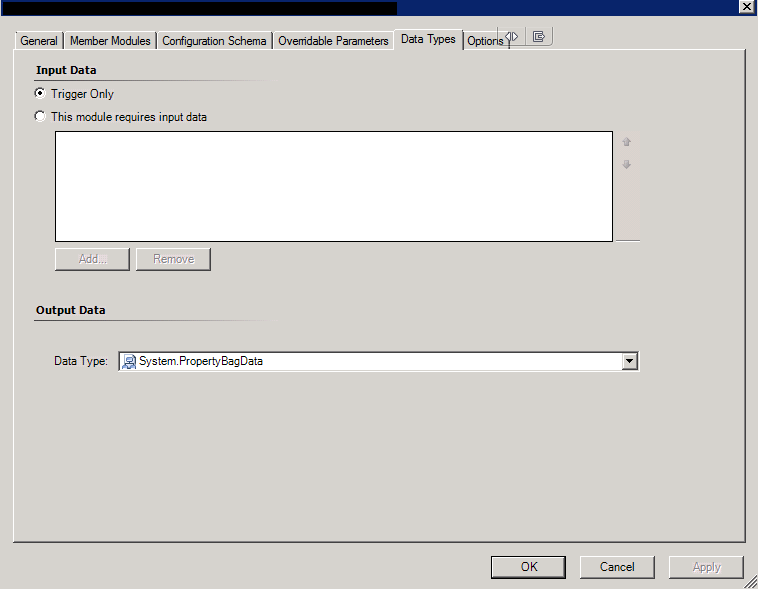 General Member Modules Configuration Schema Overridable Parameters Data Types Options
Input Data
Trigger Only
This module requires input data
Add... Remove
Output Data
Data Type: System.PropertyBagData
OK Cancel Apply